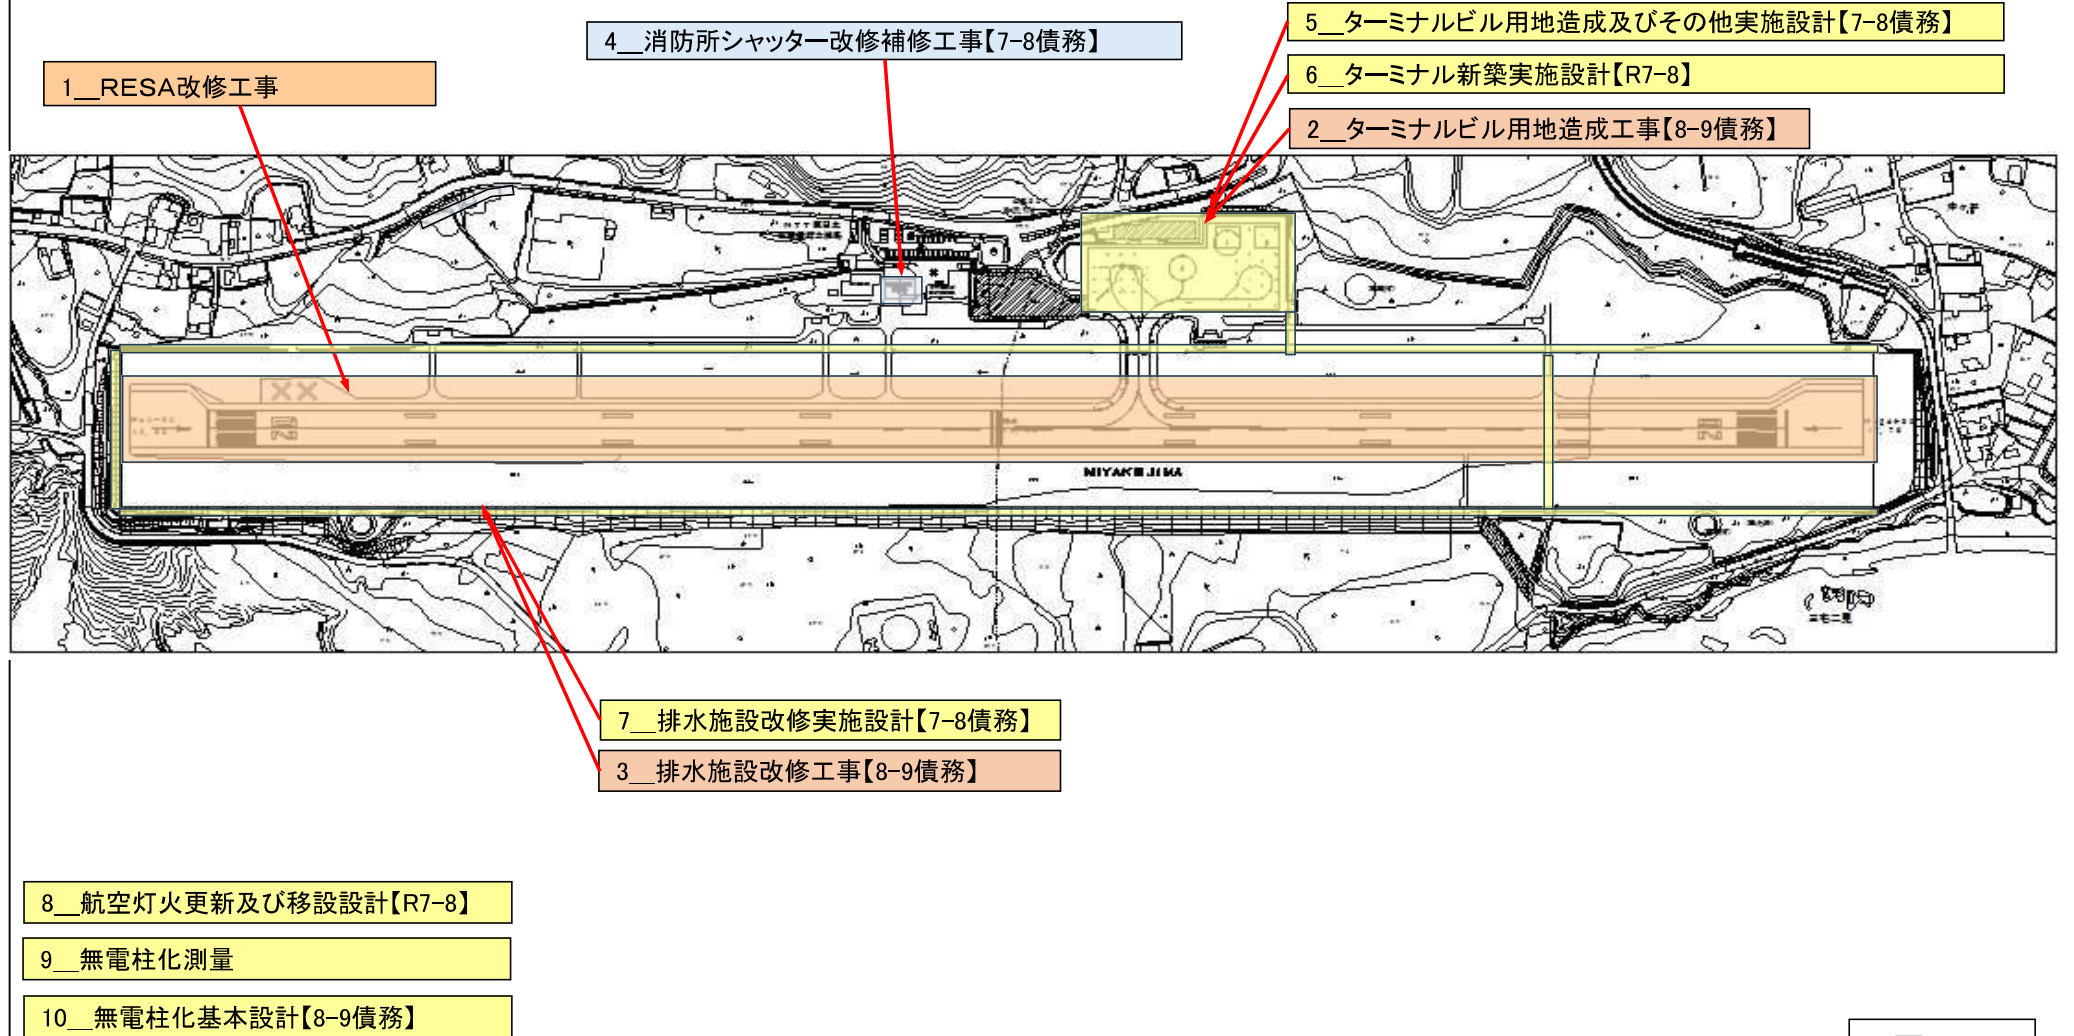 5__ターミナルビル用地造成及びその他実施設計【7-8債務】
4__消防所シャッター改修補修工事【7-8債務】
6__ターミナル新築実施設計【R7-8】
1__RESA改修工事
2__ターミナルビル用地造成工事【8-9債務】
MIYAKEJIMA
三宅二見
7__排水施設改修実施設計【7-8債務】
3__排水施設改修工事【8-9債務】
8__航空灯火更新及び移設設計【R7-8】
9__無電柱化測量
10__無電柱化基本設計【8-9債務】